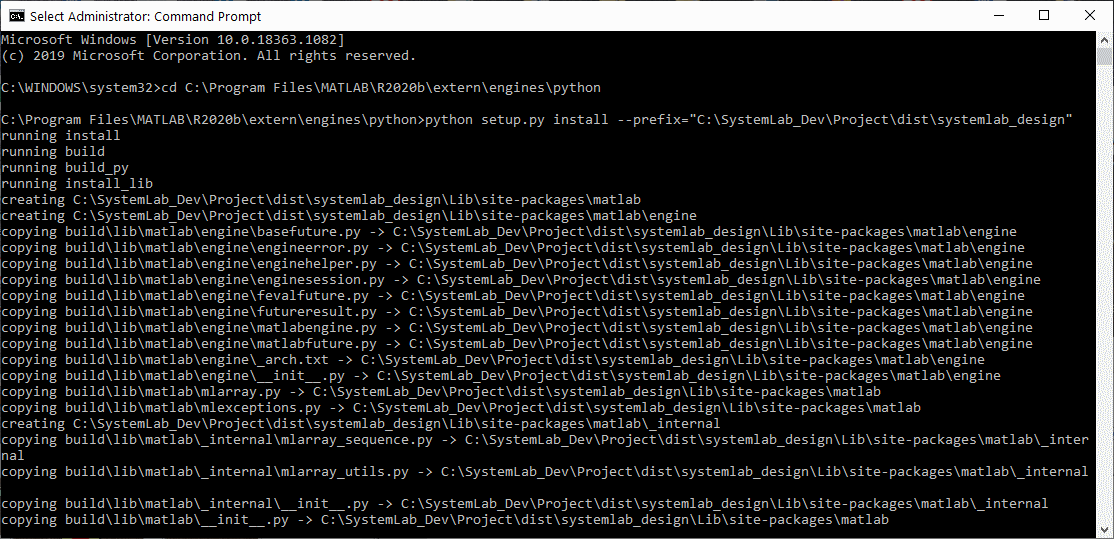 Select Administrator: Command Prompt
Microsoft Windows [Version 10.0.18363.1082]
(c) 2019 Microsoft Corporation. All rights reserved.
C:\WINDOWS\system32>cd C:\Program Files\MATLAB\R2020b\extern\engines\python
C:\Program Files\MATLAB\R2020b\extern\engines\python>python setup.py install --prefix="C:\SystemLab_Dev\Project\dist\systemlab_design"
running install
running build
running build_py
running install_lib
creating C:\SystemLab_Dev\Project\dist\systemlab_design\Lib\site-packages\matlab
creating C:\SystemLab_Dev\Project\dist\systemlab_design\Lib\site-packages\matlab\engine
copying build\lib\matlab\engine\basefuture.py -> C:\SystemLab_Dev\Project\dist\systemlab_design\Lib\site-packages\matlab\engine
copying build\lib\matlab\engine\engineerror.py -> C:\SystemLab_Dev\Project\dist\systemlab_design\Lib\site-packages\matlab\engine
copying build\lib\matlab\engine\enginehelper.py -> C:\SystemLab_Dev\Project\dist\systemlab_design\Lib\site-packages\matlab\engine
copying build\lib\matlab\engine\enginesession.py -> C:\SystemLab_Dev\Project\dist\systemlab_design\Lib\site-packages\matlab\engine
copying build\lib\matlab\engine\fevalfuture.py -> C:\SystemLab_Dev\Project\dist\systemlab_design\Lib\site-packages\matlab\engine
copying build\lib\matlab\engine\futureresult.py -> C:\SystemLab_Dev\Project\dist\systemlab_design\Lib\site-packages\matlab\engine
copying build\lib\matlab\engine\matlabengine.py -> C:\SystemLab_Dev\Project\dist\systemlab_design\Lib\site-packages\matlab\engine
copying build\lib\matlab\engine\matlabfuture.py -> C:\SystemLab_Dev\Project\dist\systemlab_design\Lib\site-packages\matlab\engine
copying build\lib\matlab\engine\_arch.txt -> C:\SystemLab_Dev\Project\dist\systemlab_design\Lib\site-packages\matlab\engine
copying build\lib\matlab\engine\__init__.py -> C:\SystemLab_Dev\Project\dist\systemlab_design\Lib\site-packages\matlab\engine
copying build\lib\matlab\mlarray.py -> C:\SystemLab_Dev\Project\dist\systemlab_design\Lib\site-packages\matlab
copying build\lib\matlab\mlexceptions.py -> C:\SystemLab_Dev\Project\dist\systemlab_design\Lib\site-packages\matlab
creating C:\SystemLab_Dev\Project\dist\systemlab_design\Lib\site-packages\matlab\_internal
copying build\lib\matlab\_internal\mlarray_sequence.py -> C:\SystemLab_Dev\Project\dist\systemlab_design\Lib\site-packages\matlab\_inter
nal
copying build\lib\matlab\_internal\mlarray_utils.py -> C:\SystemLab_Dev\Project\dist\systemlab_design\Lib\site-packages\matlab\_internal
copying build\lib\matlab\_internal\__init__.py -> C:\SystemLab_Dev\Project\dist\systemlab_design\Lib\site-packages\matlab\_internal
copying build\lib\matlab\__init__.py -> C:\SystemLab_Dev\Project\dist\systemlab_design\Lib\site-packages\matlab